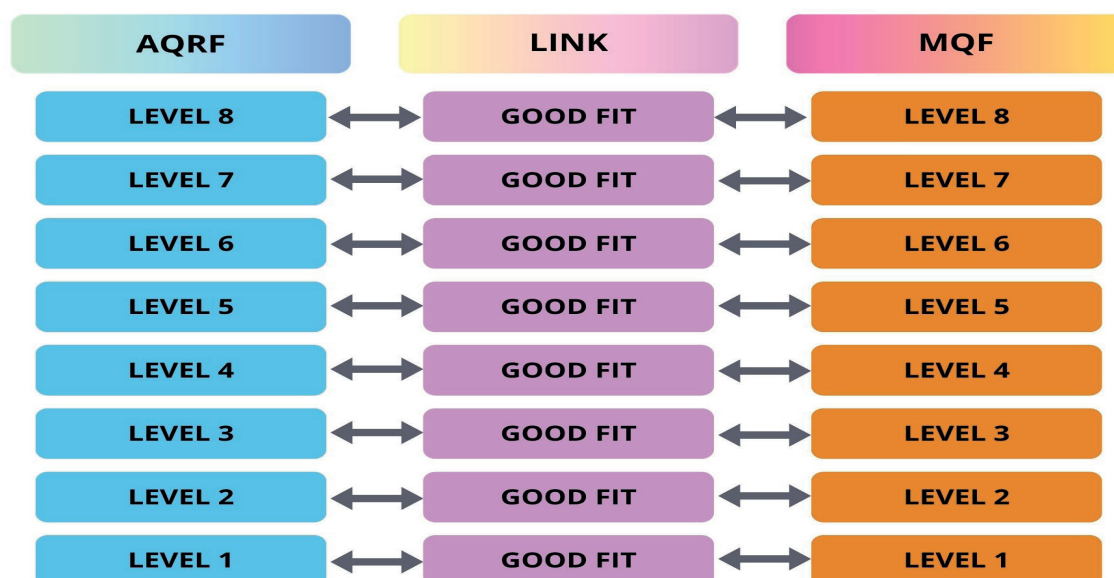 AQRF LINK MQF
LEVEL 8 GOOD FIT LEVEL 8
LEVEL 7 GOOD FIT LEVEL 7
LEVEL 6 GOOD FIT LEVEL 6
LEVEL 5 GOOD FIT LEVEL 5
LEVEL 4 GOOD FIT LEVEL 4
LEVEL 3 GOOD FIT LEVEL 3
LEVEL 2 GOOD FIT LEVEL 2
LEVEL 1 GOOD FIT LEVEL 1